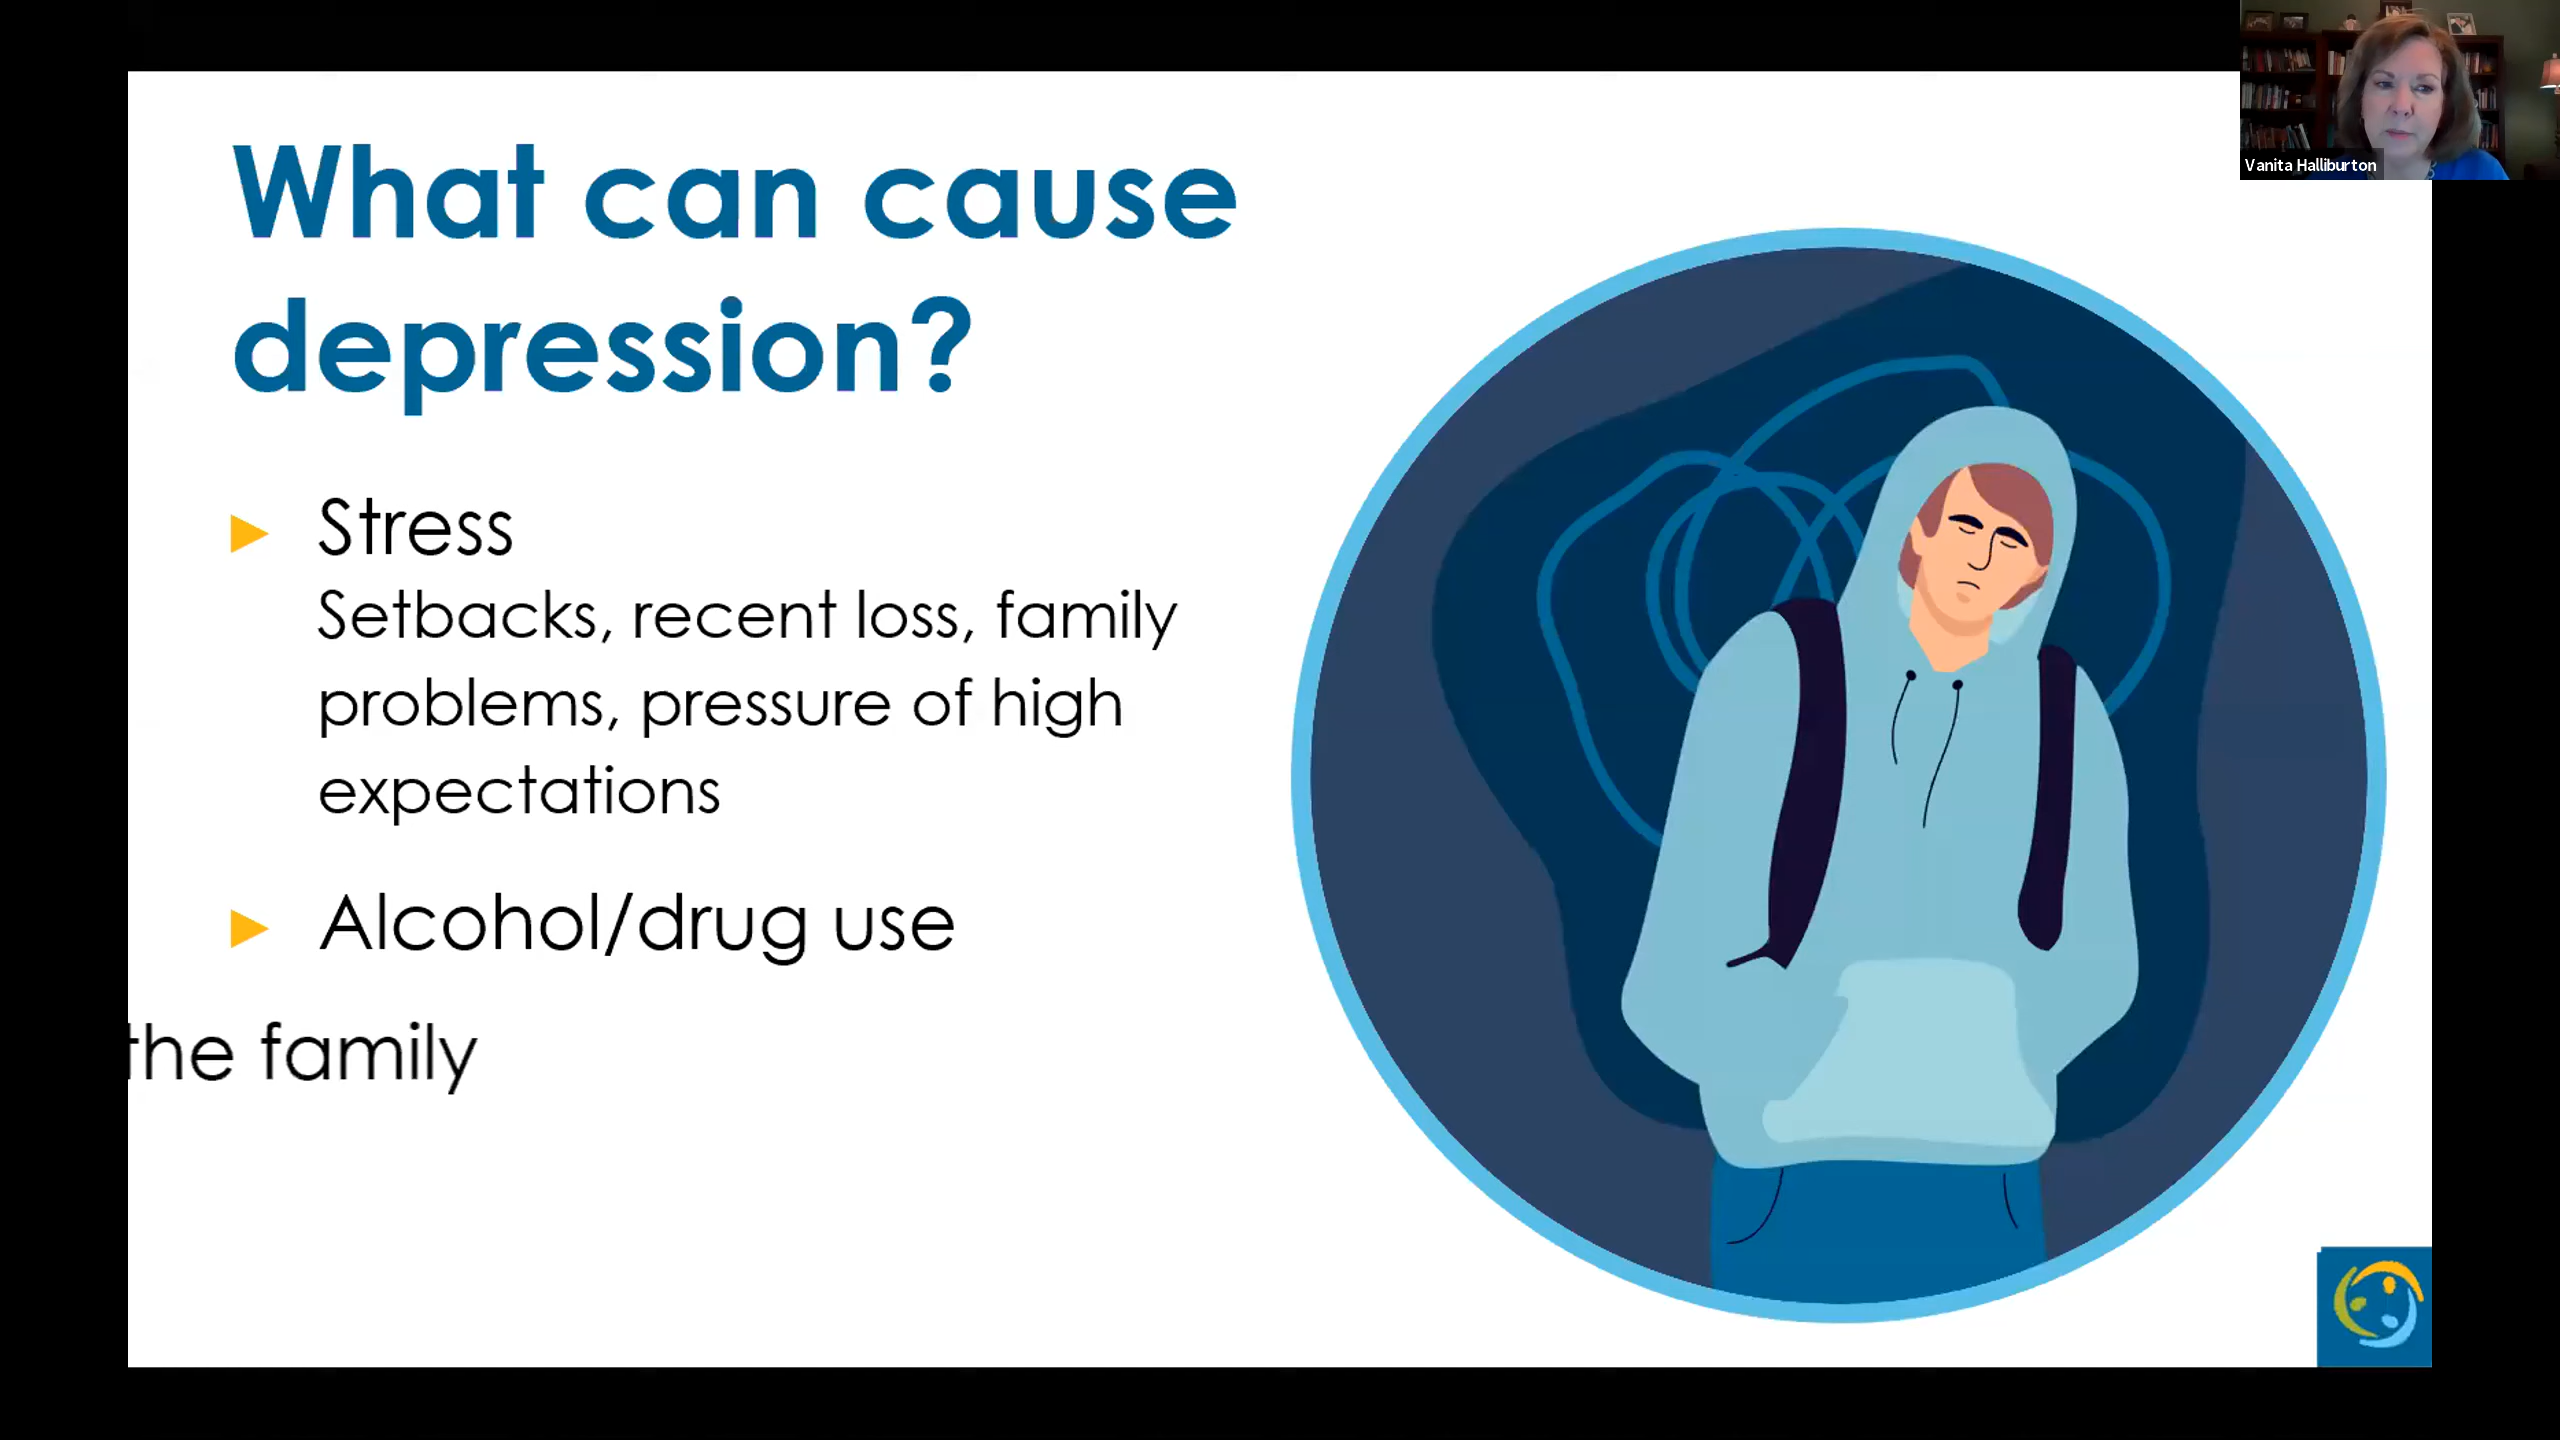 Vanita Halliburton
What can cause
depression?
► Stress
Setbacks, recent loss, family
problems, pressure of high
expectations
► Alcohol/drug use
the family